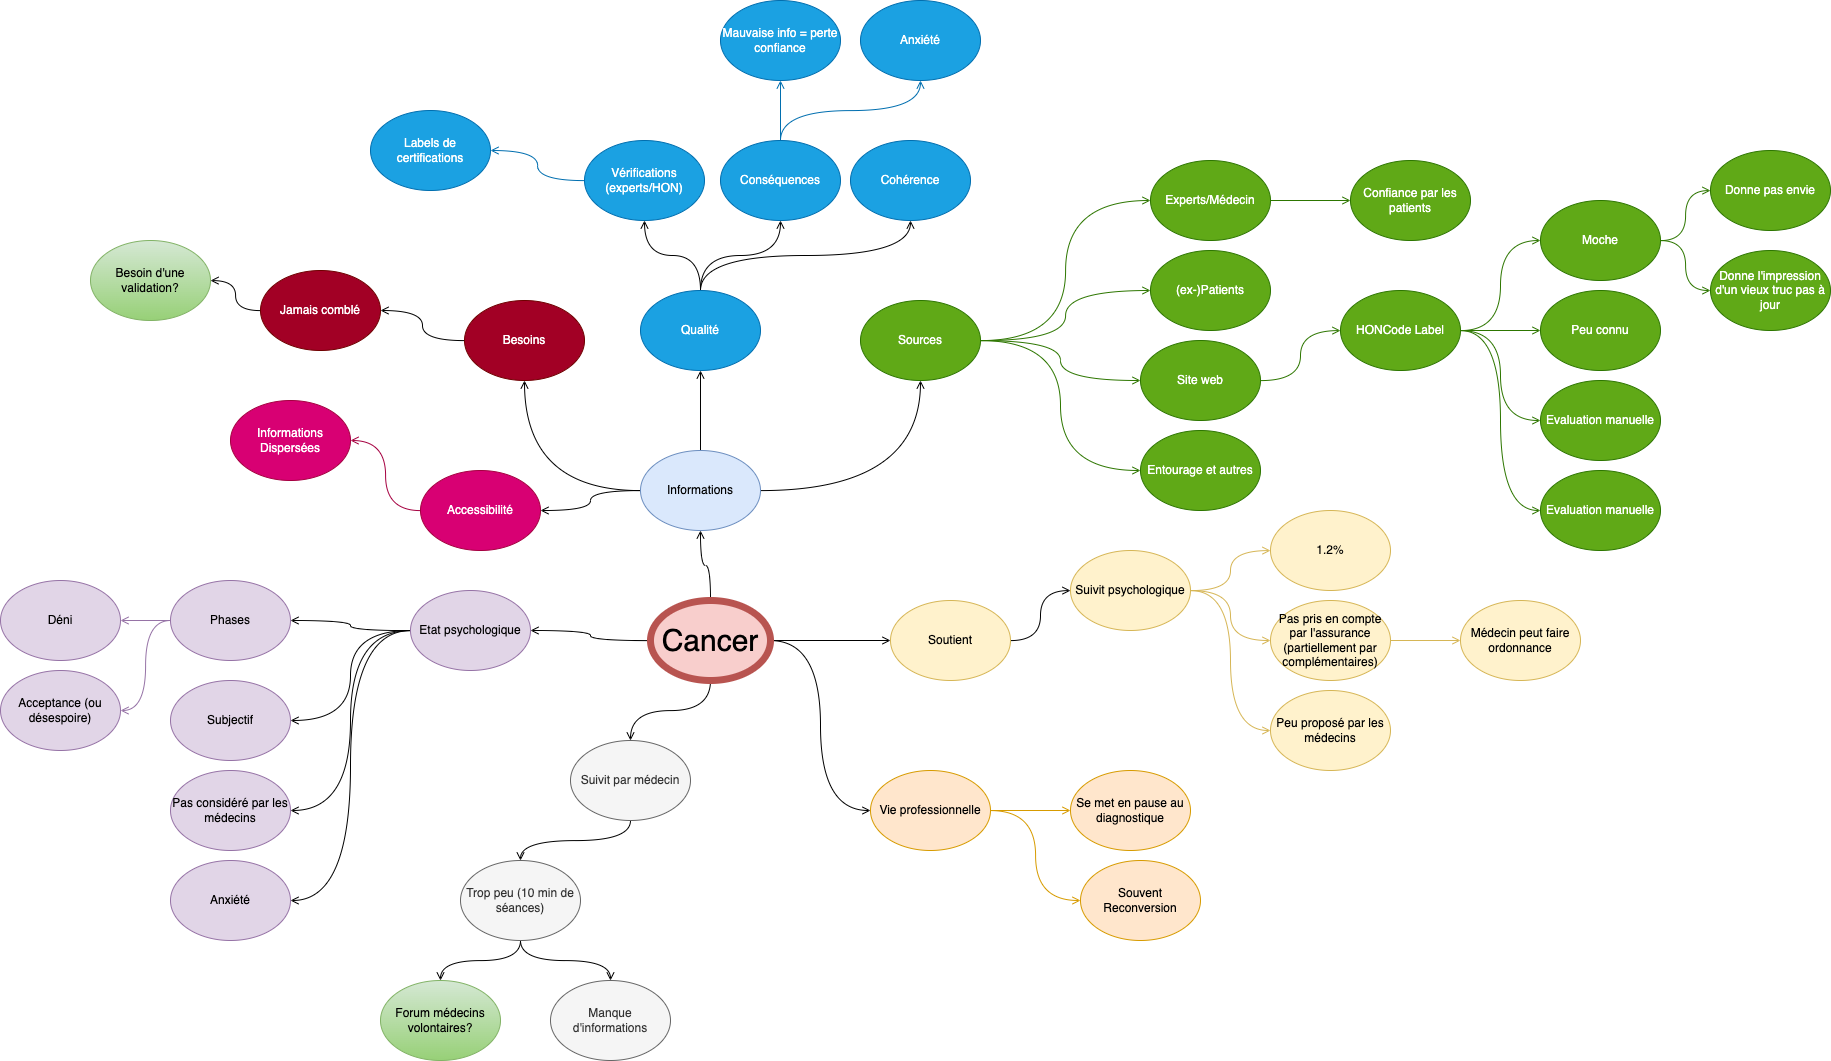 Mauvaise info = perte
confiance
Anxiété
Labels de
certifications
Vérifications
(experts/HON)
Conséquences
Cohérence
Experts/Médecin
Confiance par les
patients
Donne pas envie
Moche
Donne l'impression
d'un vieux truc pas à
jour
Besoin d'une
validation?
Jamais comblé
Besoins
Qualité
Sources
(ex-)Patients
HONCode Label
Peu connu
Site web
Evaluation manuelle
Informations
Dispersées
Accessibilité
Informations
Entourage et autres
Evaluation manuelle
Déni
Phases
Etat psychologique
Cancer
Soutient
Suivit psychologique
1.2%
Pas pris en compte
par l'assurance
(partiellement par
complémentaires)
Médecin peut faire
ordonnance
Acceptance (ou
désespoire)
Subjectif
Peu proposé par les
médecins
Pas considéré par les
médecins
Suivit par médecin
Vie professionnelle
Se met en pause au
diagnostique
Anxiété
Trop peu (10 min de
séances)
Souvent
Reconversion
Forum médecins
volontaires?
Manque
d'informations